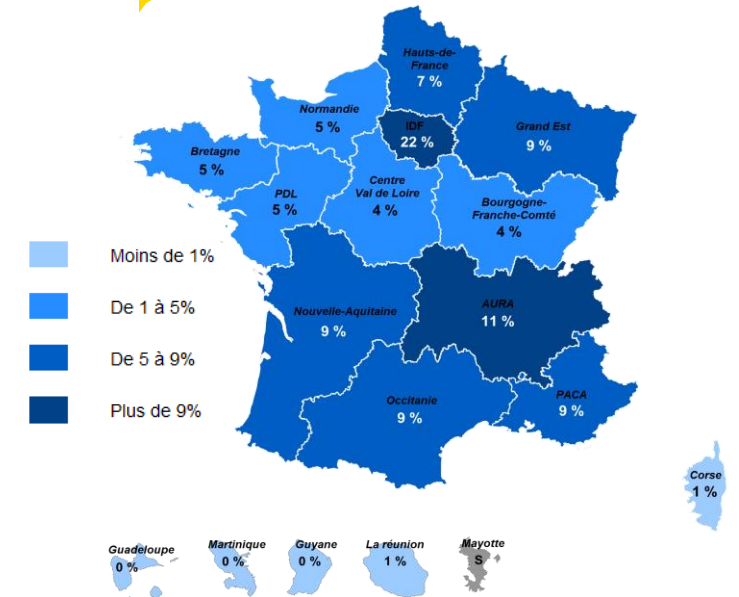 Hauts-de-
France
7 %
Normandie
5 %
IDF
22 %
Grand Est
9 %
Bretagne
5 %
PDL
5 %
Centre
Val de Loire
4 %
Bourgogne-
Franche-Comté
4 %
Moins de 1%
De 1 à 5%
De 5 à 9%
Plus de 9%
Nouvelle-Aquitaine
9 %
AURA
11 %
Occitanie
9 %
PACA
9 %
Corse
1 %
Guadeloupe
0 %
Martinique
0 %
Guyane
0 %
La réunion
1 %
Mayotte
S